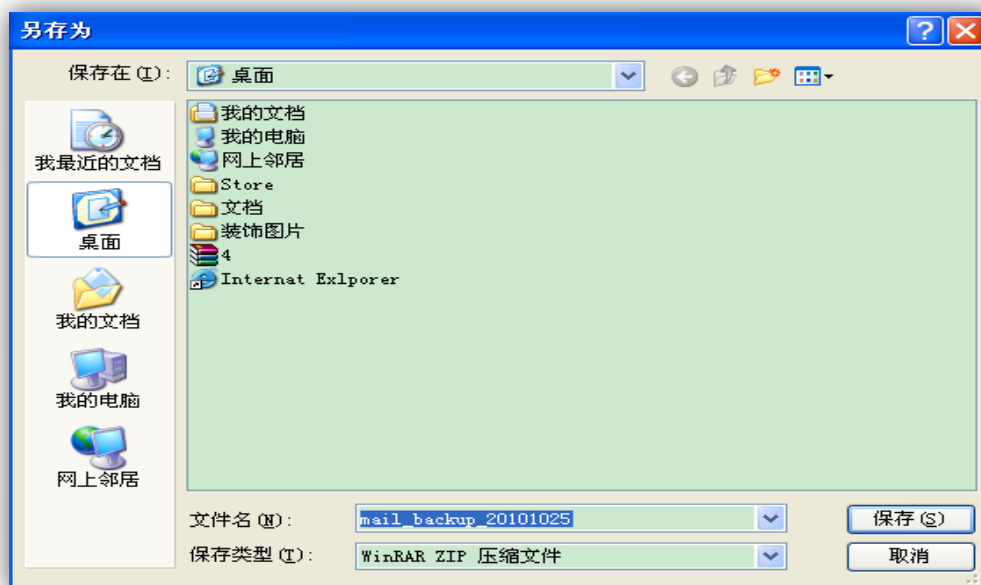 另存为
保存在(I):
桌面
我最近的文档
桌面
我的文档
我的电脑
网上邻居
我的文档
我的电脑
网上邻居
Store
文档
装饰图片
4
Internat Exlporer
文件名(N):
mail_backup_20101025
保存(S)
保存类型(T):
WinRAR ZIP 压缩文件
取消